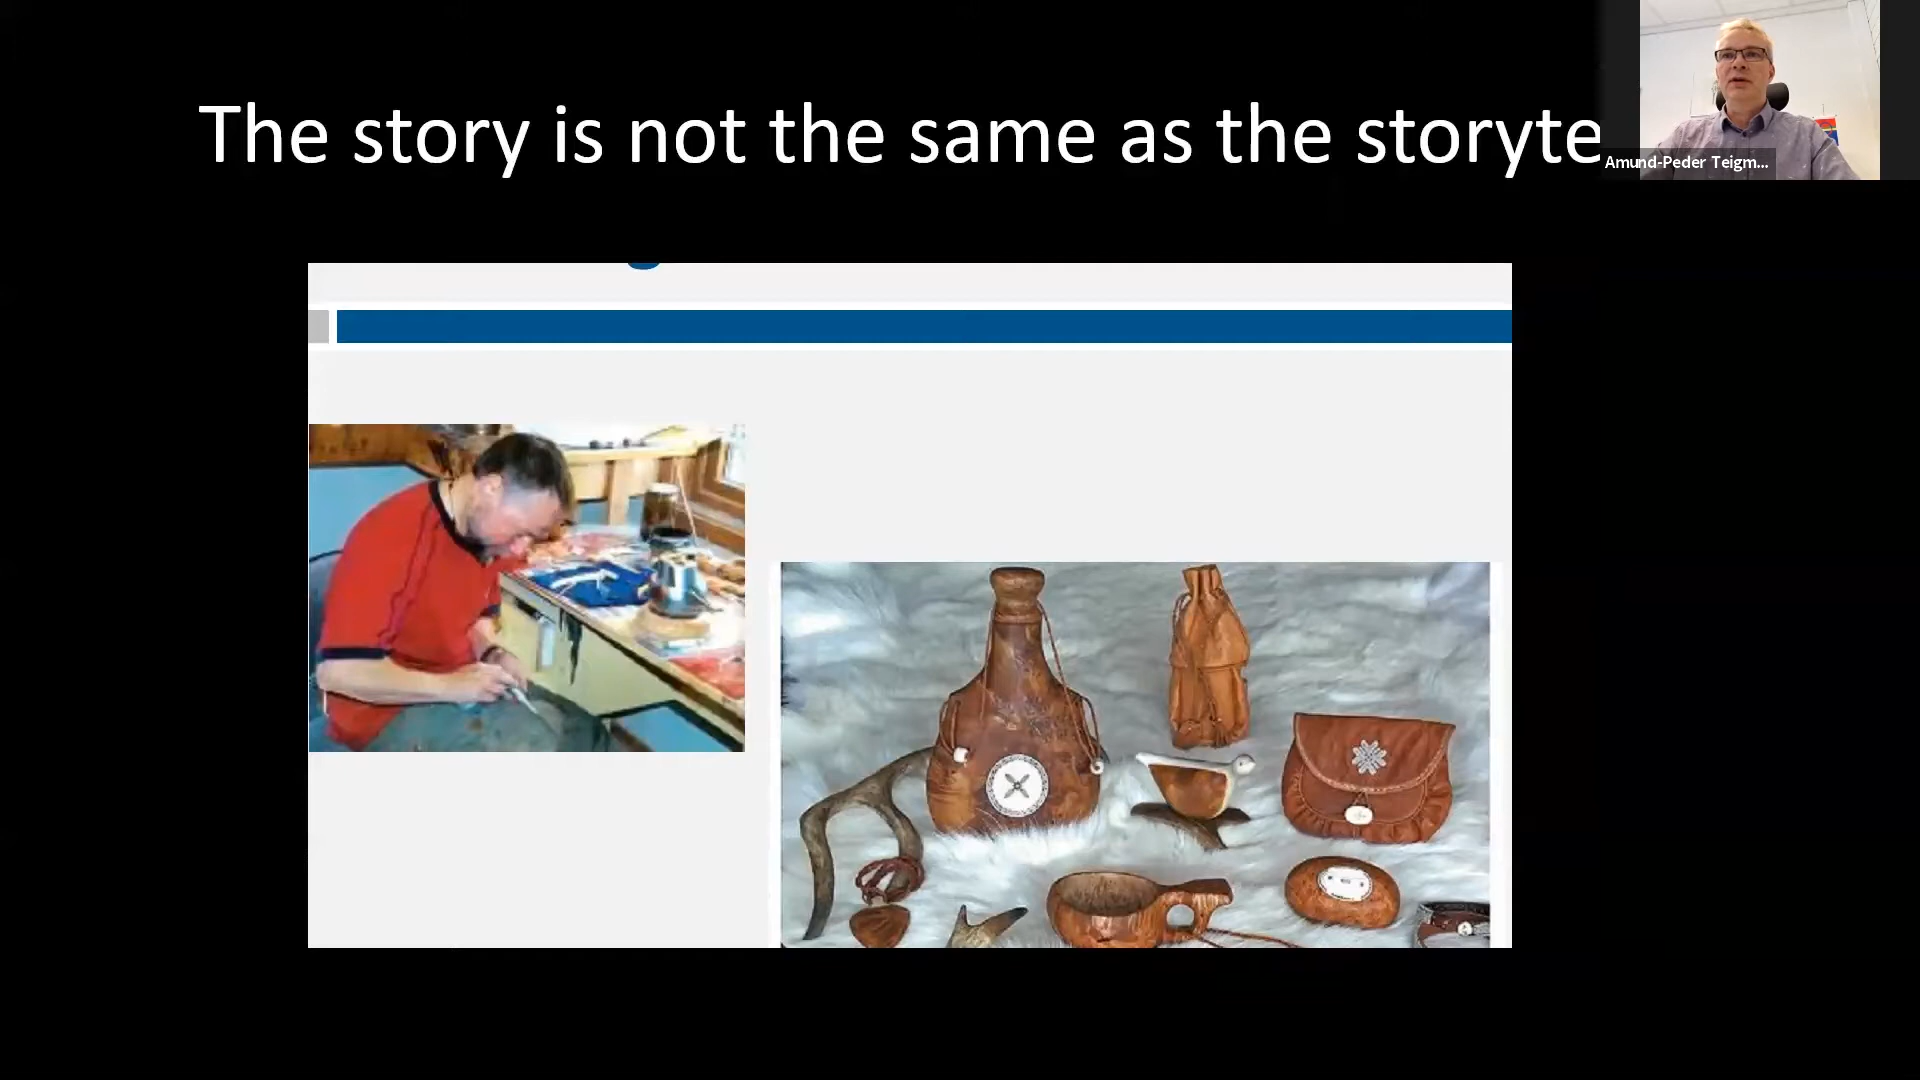 The story is not the same as the storyte
Amund-Peder Teigm...